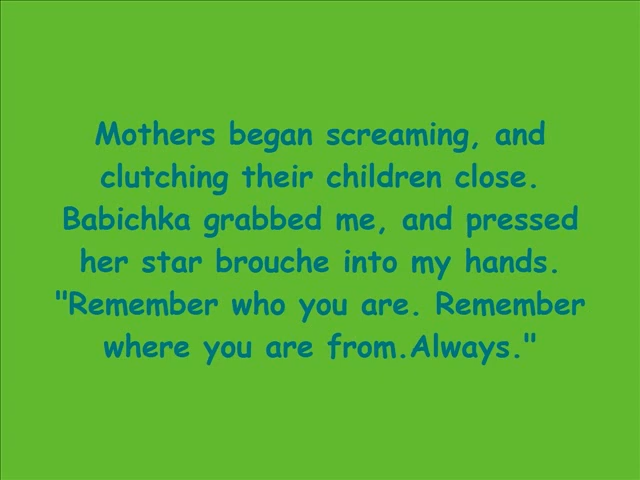 Mothers began screaming, and
clutching their children close.
Babichka grabbed me, and pressed
her star brouche into my hands.
"Remember who you are. Remember
where you are from.Always."